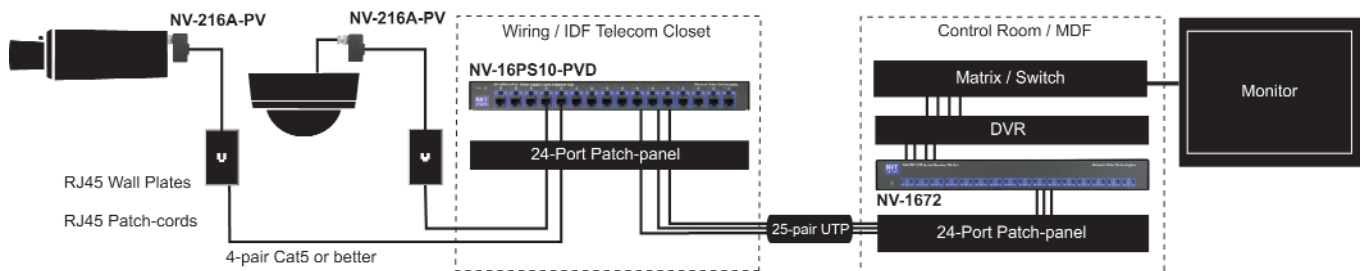 NV-216A-PV
NV-216A-PV
RJ45 Wall Plates
RJ45 Patch-cords
4-pair Cat5 or better
Wiring / IDF Telecom Closet
NV-16PS10-PVD
NVT
24-Port Patch-panel
25-pair UTP
Control Room / MDF
Matrix / Switch
DVR
NVT
NV-1672
24-Port Patch-panel
Monitor